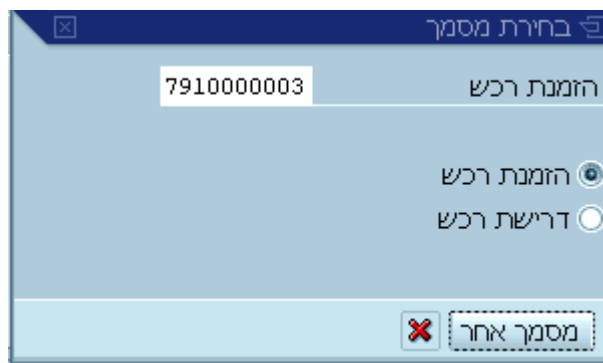 בחירת מסמך
הזמנת רכש 7910000003
הזמנת רכש
דרישת רכש
מסמך אחר